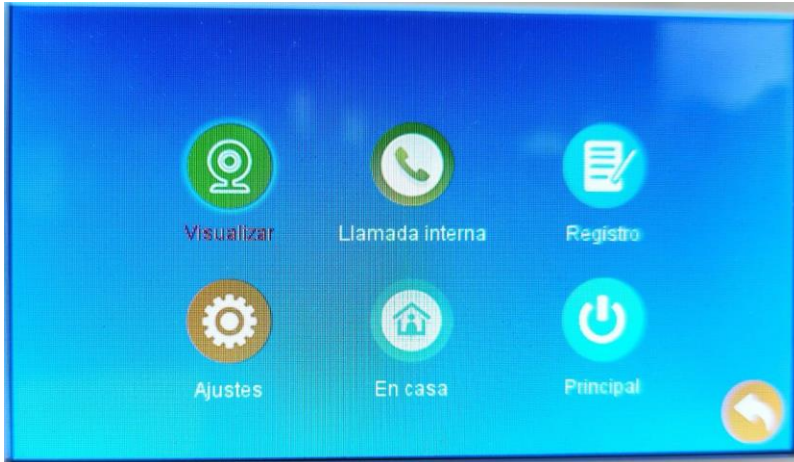 Visualizar
Llamada interna
Registro
Ajustes
En casa
Principal